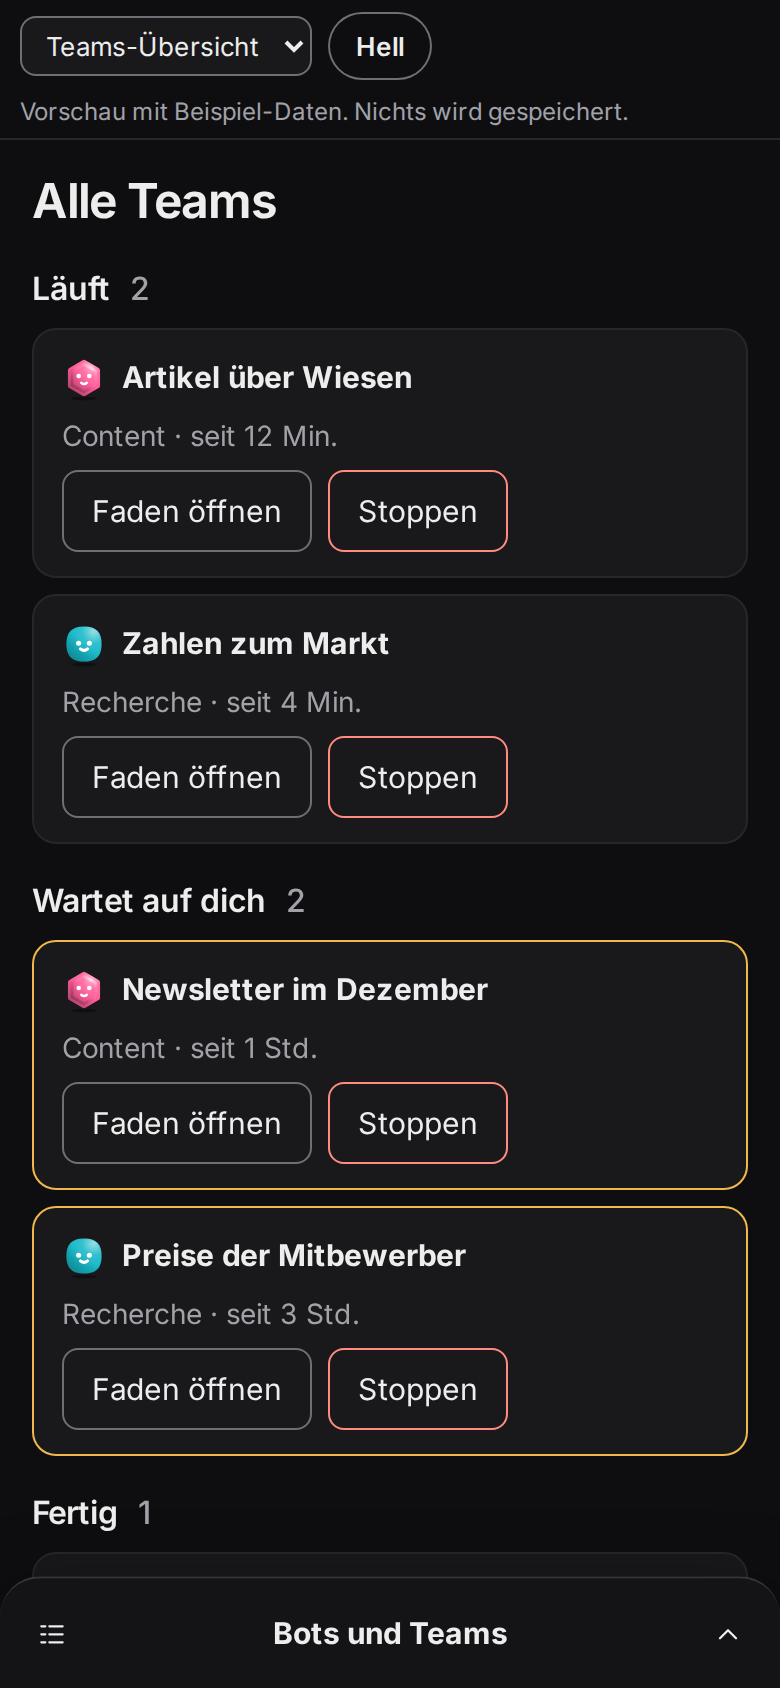 Teams-Übersicht Hell
Vorschau mit Beispiel-Daten. Nichts wird gespeichert.
Alle Teams
Läuft 2
Artikel über Wiesen
Content · seit 12 Min.
Faden öffnen Stoppen
Zahlen zum Markt
Recherche · seit 4 Min.
Faden öffnen Stoppen
Wartet auf dich 2
Newsletter im Dezember
Content · seit 1 Std.
Faden öffnen Stoppen
Preise der Mitbewerber
Recherche · seit 3 Std.
Faden öffnen Stoppen
Fertig 1
Bots und Teams